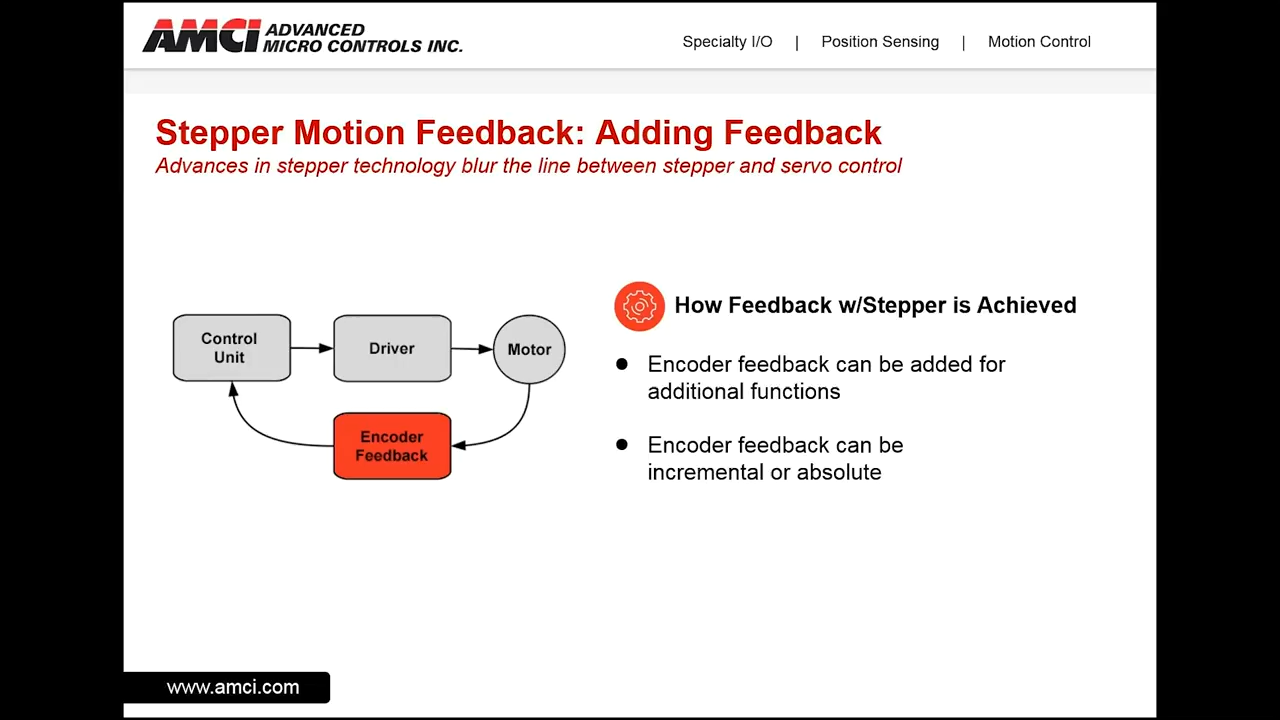 AMCI ADVANCED
MICRO CONTROLS INC.
Specialty I/O | Position Sensing | Motion Control
Stepper Motion Feedback: Adding Feedback
Advances in stepper technology blur the line between stepper and servo control
Control
Unit
Driver
Motor
Encoder
Feedback
How Feedback w/Stepper is Achieved
● Encoder feedback can be added for
additional functions
● Encoder feedback can be
incremental or absolute
www.amci.com